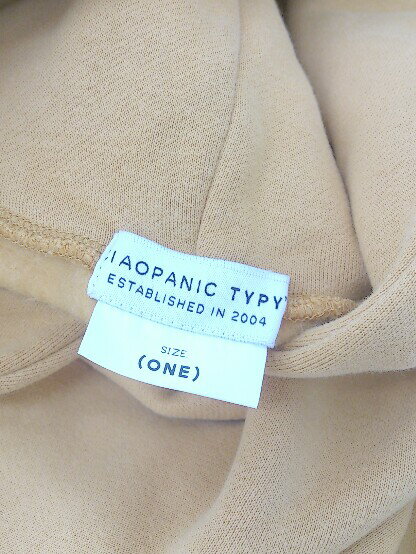 IAOPANIC TYPY
ESTABLISHED IN 2004
SIZE
(ONE)